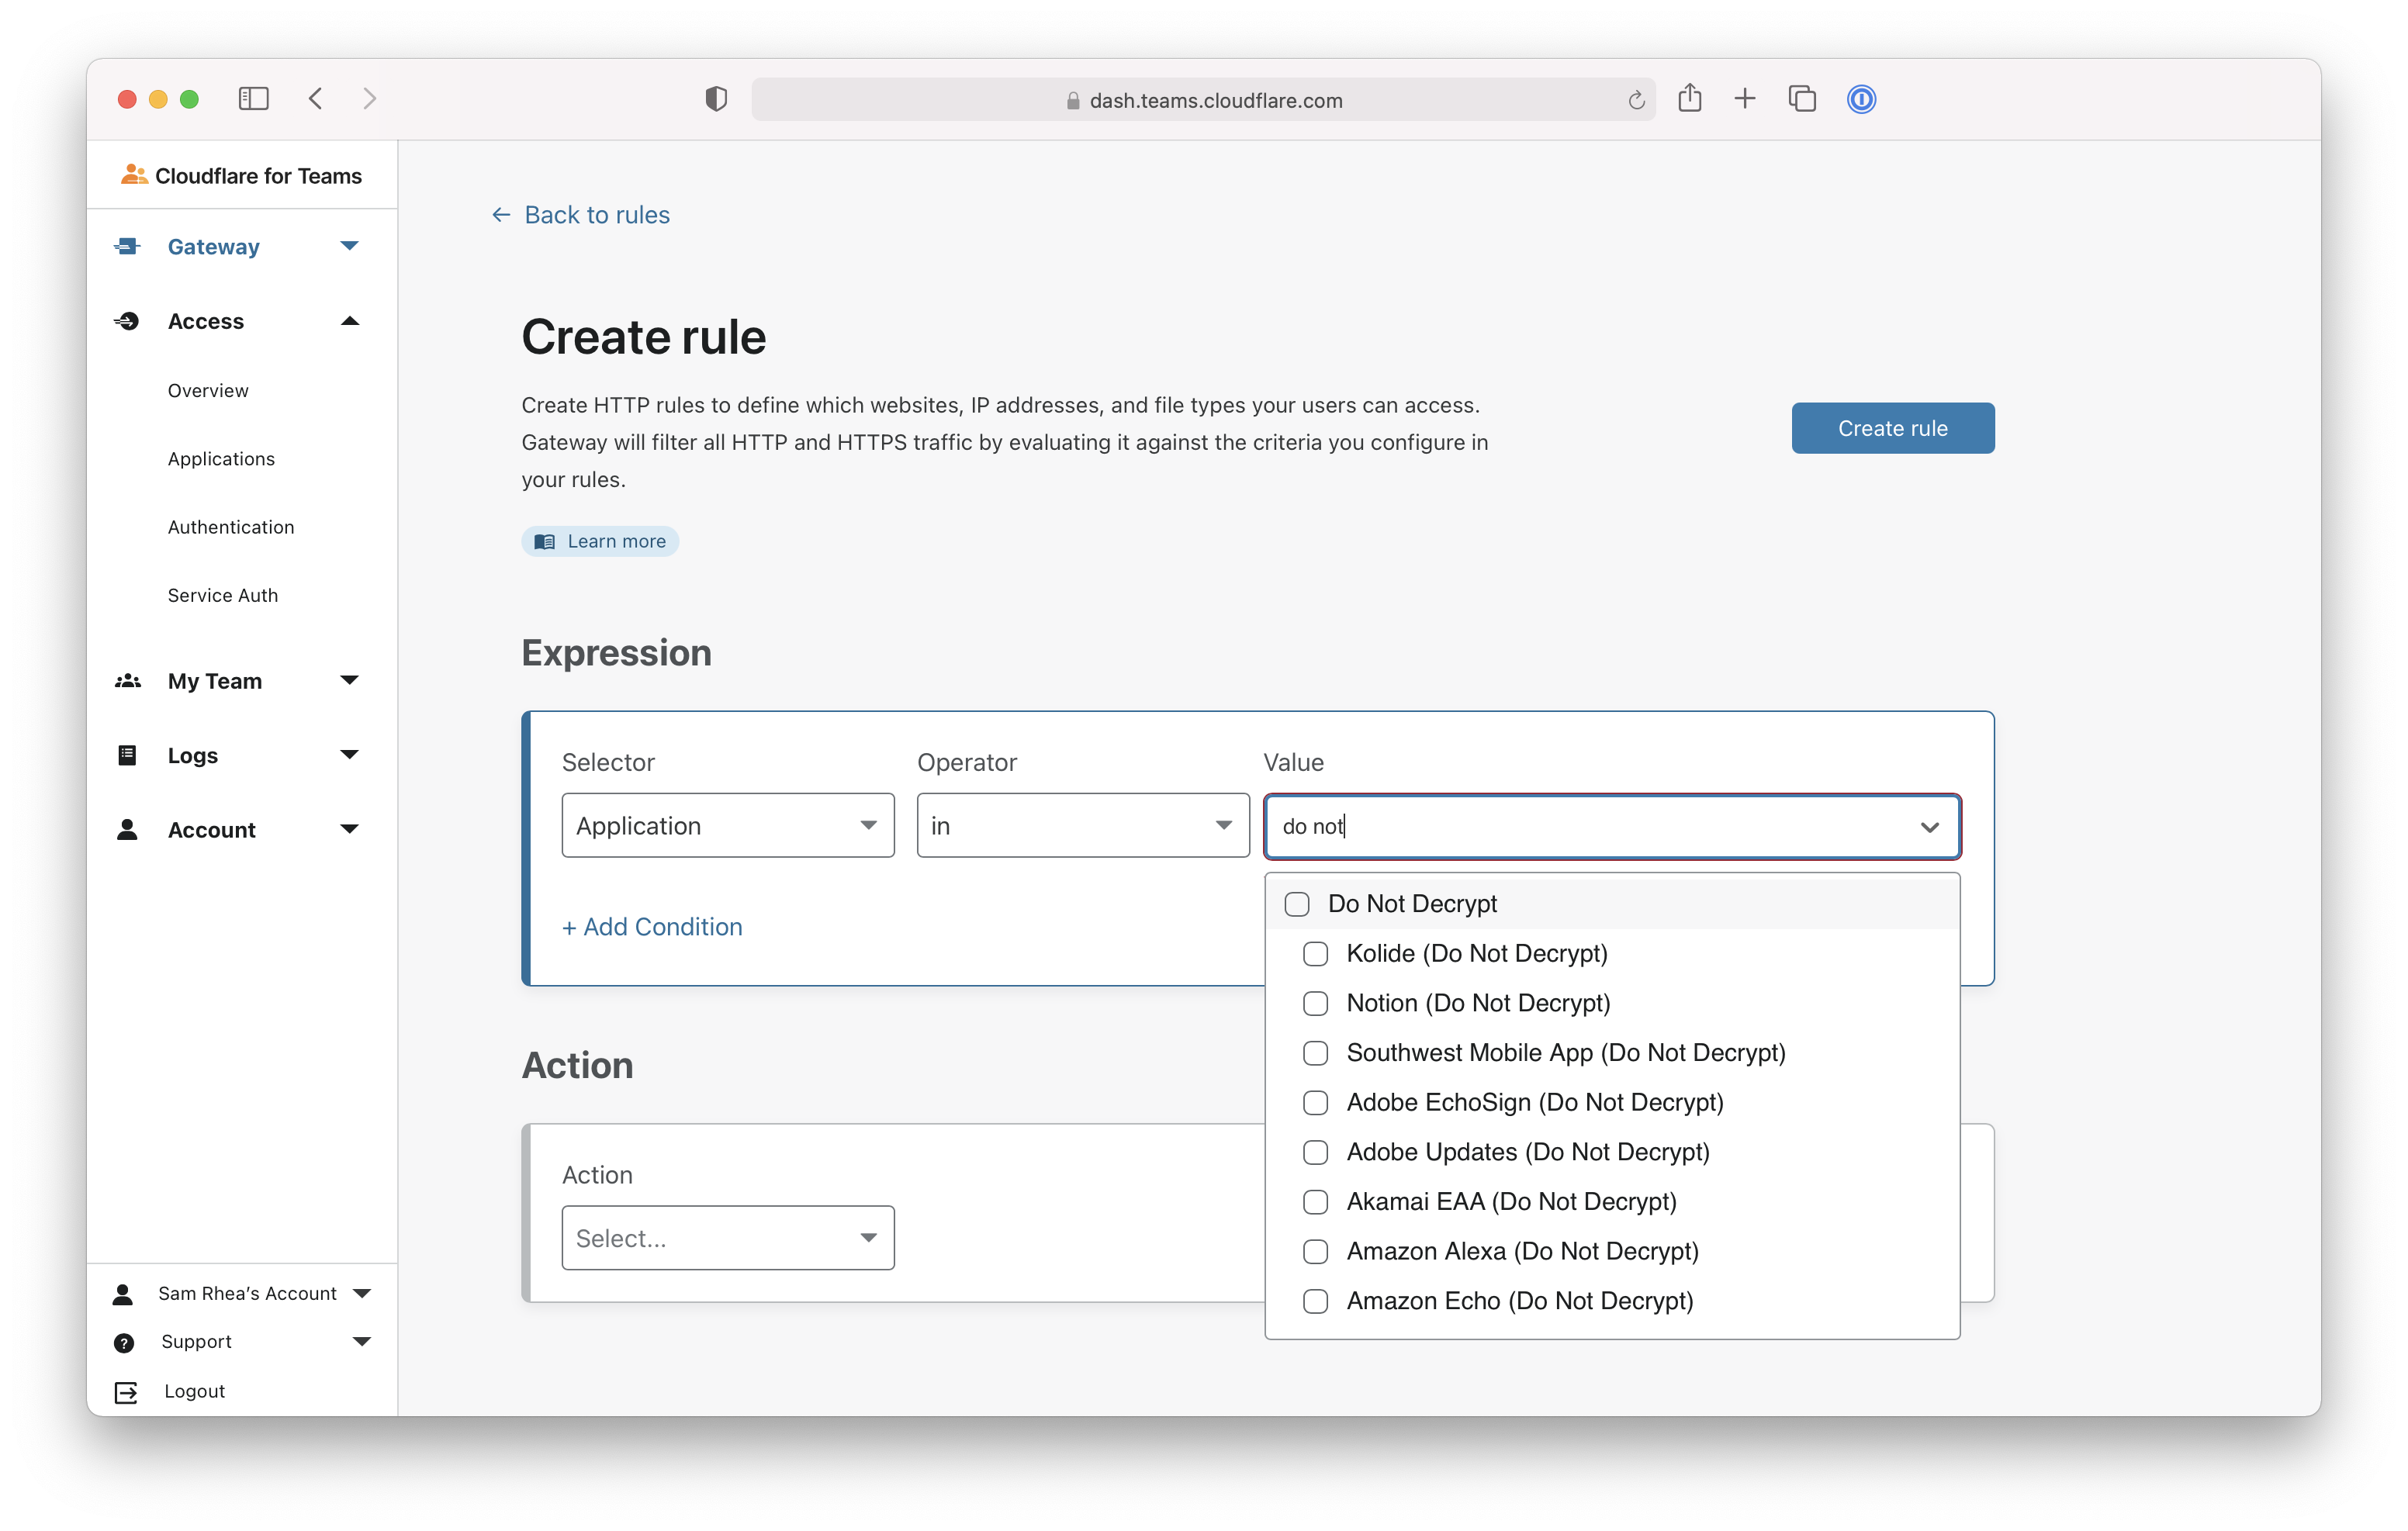 dash.teams.cloudflare.com
Cloudflare for Teams
Gateway
Access
Overview
Applications
Authentication
Service Auth
My Team
Logs
Account
Sam Rhea's Account
Support
Logout
Back to rules
Create rule
Create HTTP rules to define which websites, IP addresses, and file types your users can access.
Gateway will filter all HTTP and HTTPS traffic by evaluating it against the criteria you configure in
your rules.
Create rule
Learn more
Expression
Selector
Operator
Value
Application
in
do not
+ Add Condition
Do Not Decrypt
Kolide (Do Not Decrypt)
Notion (Do Not Decrypt)
Southwest Mobile App (Do Not Decrypt)
Adobe EchoSign (Do Not Decrypt)
Adobe Updates (Do Not Decrypt)
Akamai EAA (Do Not Decrypt)
Amazon Alexa (Do Not Decrypt)
Amazon Echo (Do Not Decrypt)
Action
Action
Select...